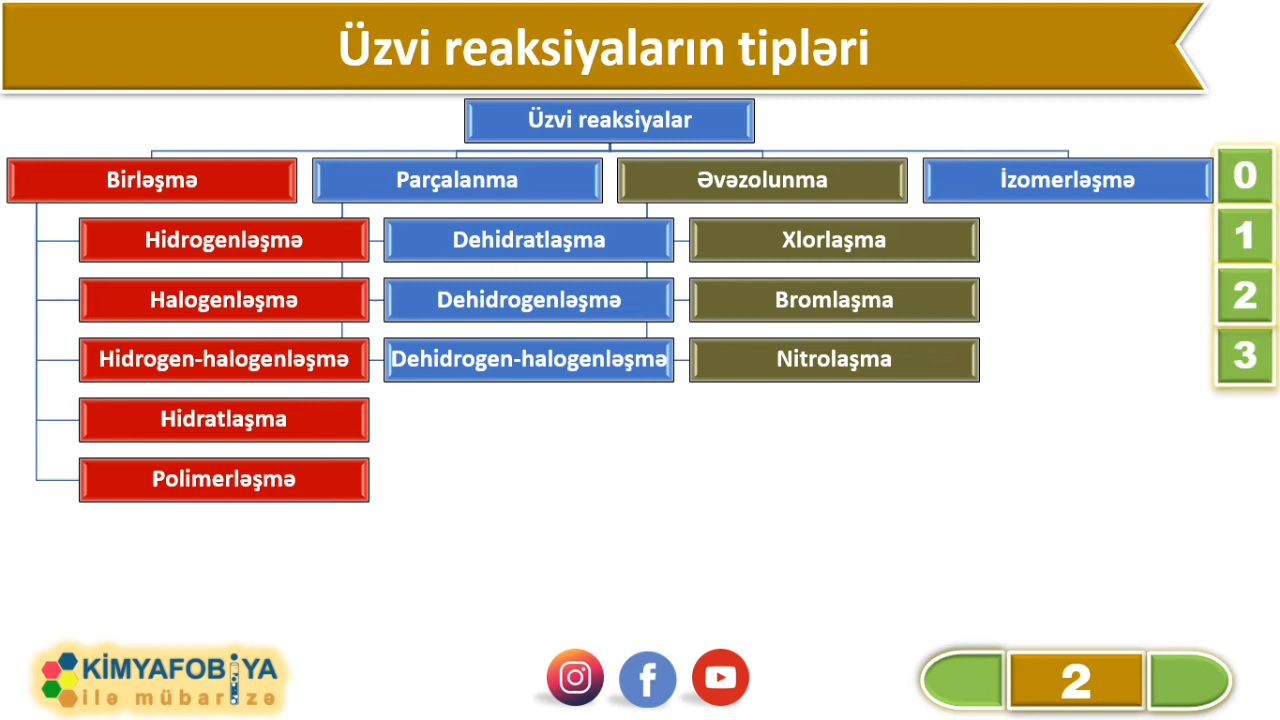 Üzvi reaksiyaların tipləri
Üzvi reaksiyalar
Birləşmə Parçalanma Əvəzolunma İzomerləşmə 0
Hidrogenləşmə Dehidratlaşma Xlorlaşma 1
Halogenləşmə Dehidrogenləşmə Bromlaşma 2
Hidrogen-halogenləşmə Dehidrogen-halogenləşmə Nitrolaşma 3
Hidratlaşma
Polimerləşmə
KİMYAFOBİYA
ilə mübarizə
2